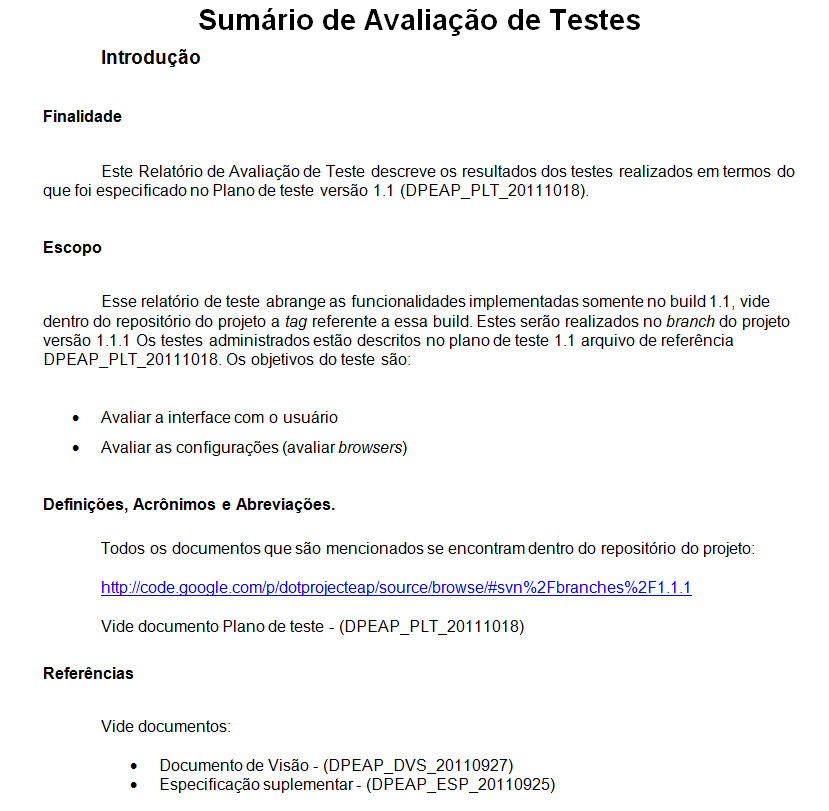 Sumário de Avaliação de Testes
Introdução
Finalidade
Este Relatório de Avaliação de Teste descreve os resultados dos testes realizados em termos do
que foi especificado no Plano de teste versão 1.1 (DPEAP_PLT_20111018).
Escopo
Esse relatório de teste abrange as funcionalidades implementadas somente no build 1.1, vide
dentro do repositório do projeto a tag referente a essa build. Estes serão realizados no branch do projeto
versão 1.1.1 Os testes administrados estão descritos no plano de teste 1.1 arquivo de referência
DPEAP_PLT_20111018. Os objetivos do teste são:
• Avaliar a interface com o usuário
• Avaliar as configurações (avaliar browsers)
Definições, Acrônimos e Abreviações.
Todos os documentos que são mencionados se encontram dentro do repositório do projeto:
http://code.google.com/p/dotprojecteap/source/browse/#svn%2Fbranches%2F1.1.1
Vide documento Plano de teste - (DPEAP_PLT_20111018)
Referências
Vide documentos:
• Documento de Visão - (DPEAP_DVS_20110927)
• Especificação suplementar - (DPEAP_ESP_20110925)